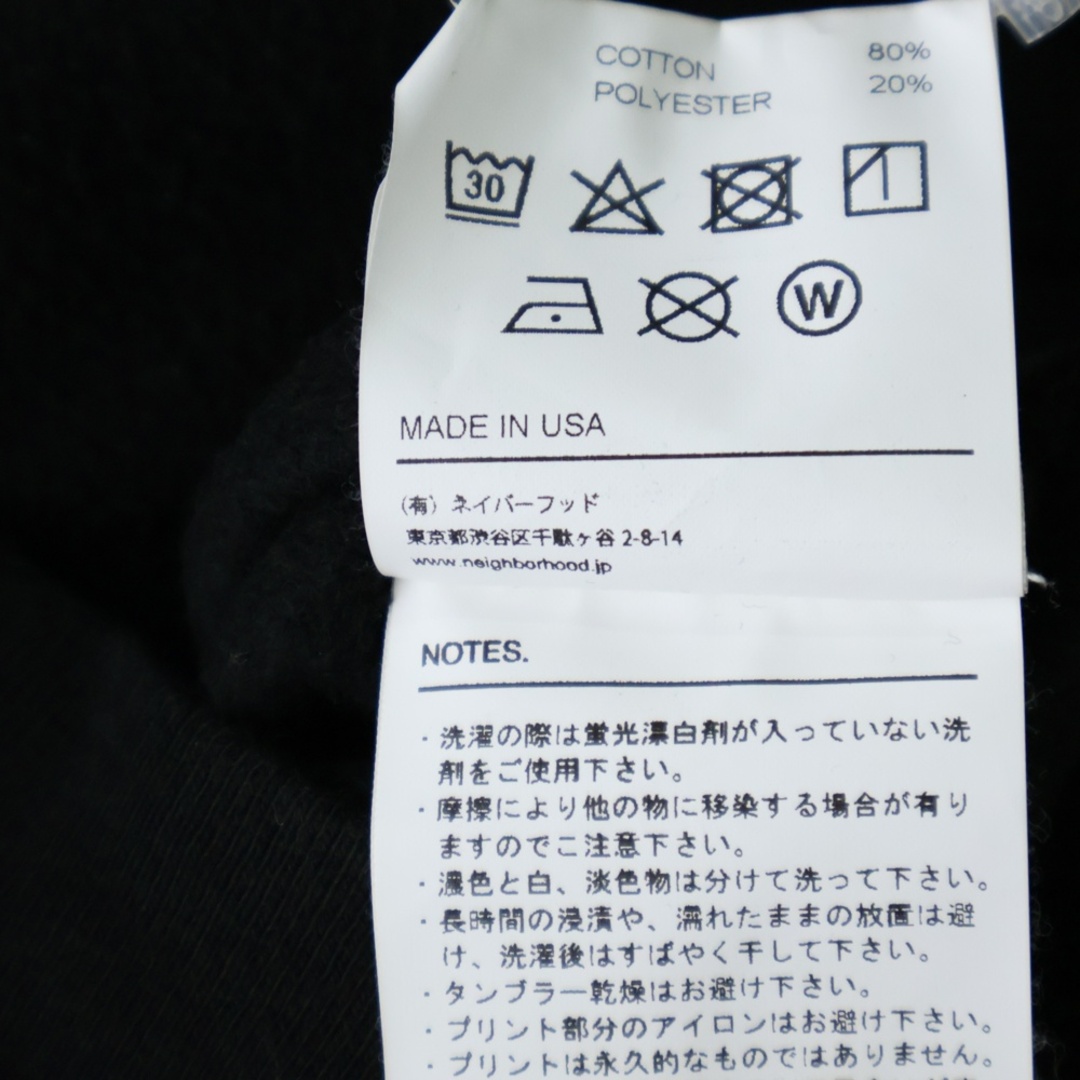 COTTON 80%
POLYESTER 20%
30
W
MADE IN USA
(有) ネイバーフッド
東京都渋谷区千駄ヶ谷 2-8-14
www.neighborhood.jp
NOTES.
・洗濯の際は蛍光漂白剤が入っていない洗
剤をご使用下さい。
・摩擦により他の物に移染する場合が有り
ますのでご注意下さい。
・濃色と白、淡色物は分けて洗って下さい。
・長時間の浸漬や、濡れたままの放置は避
け、洗濯後はすばやく干して下さい。
・タンブラー乾燥はお避け下さい。
・プリント部分のアイロンはお避け下さい。
・プリントは永久的なものではありません。